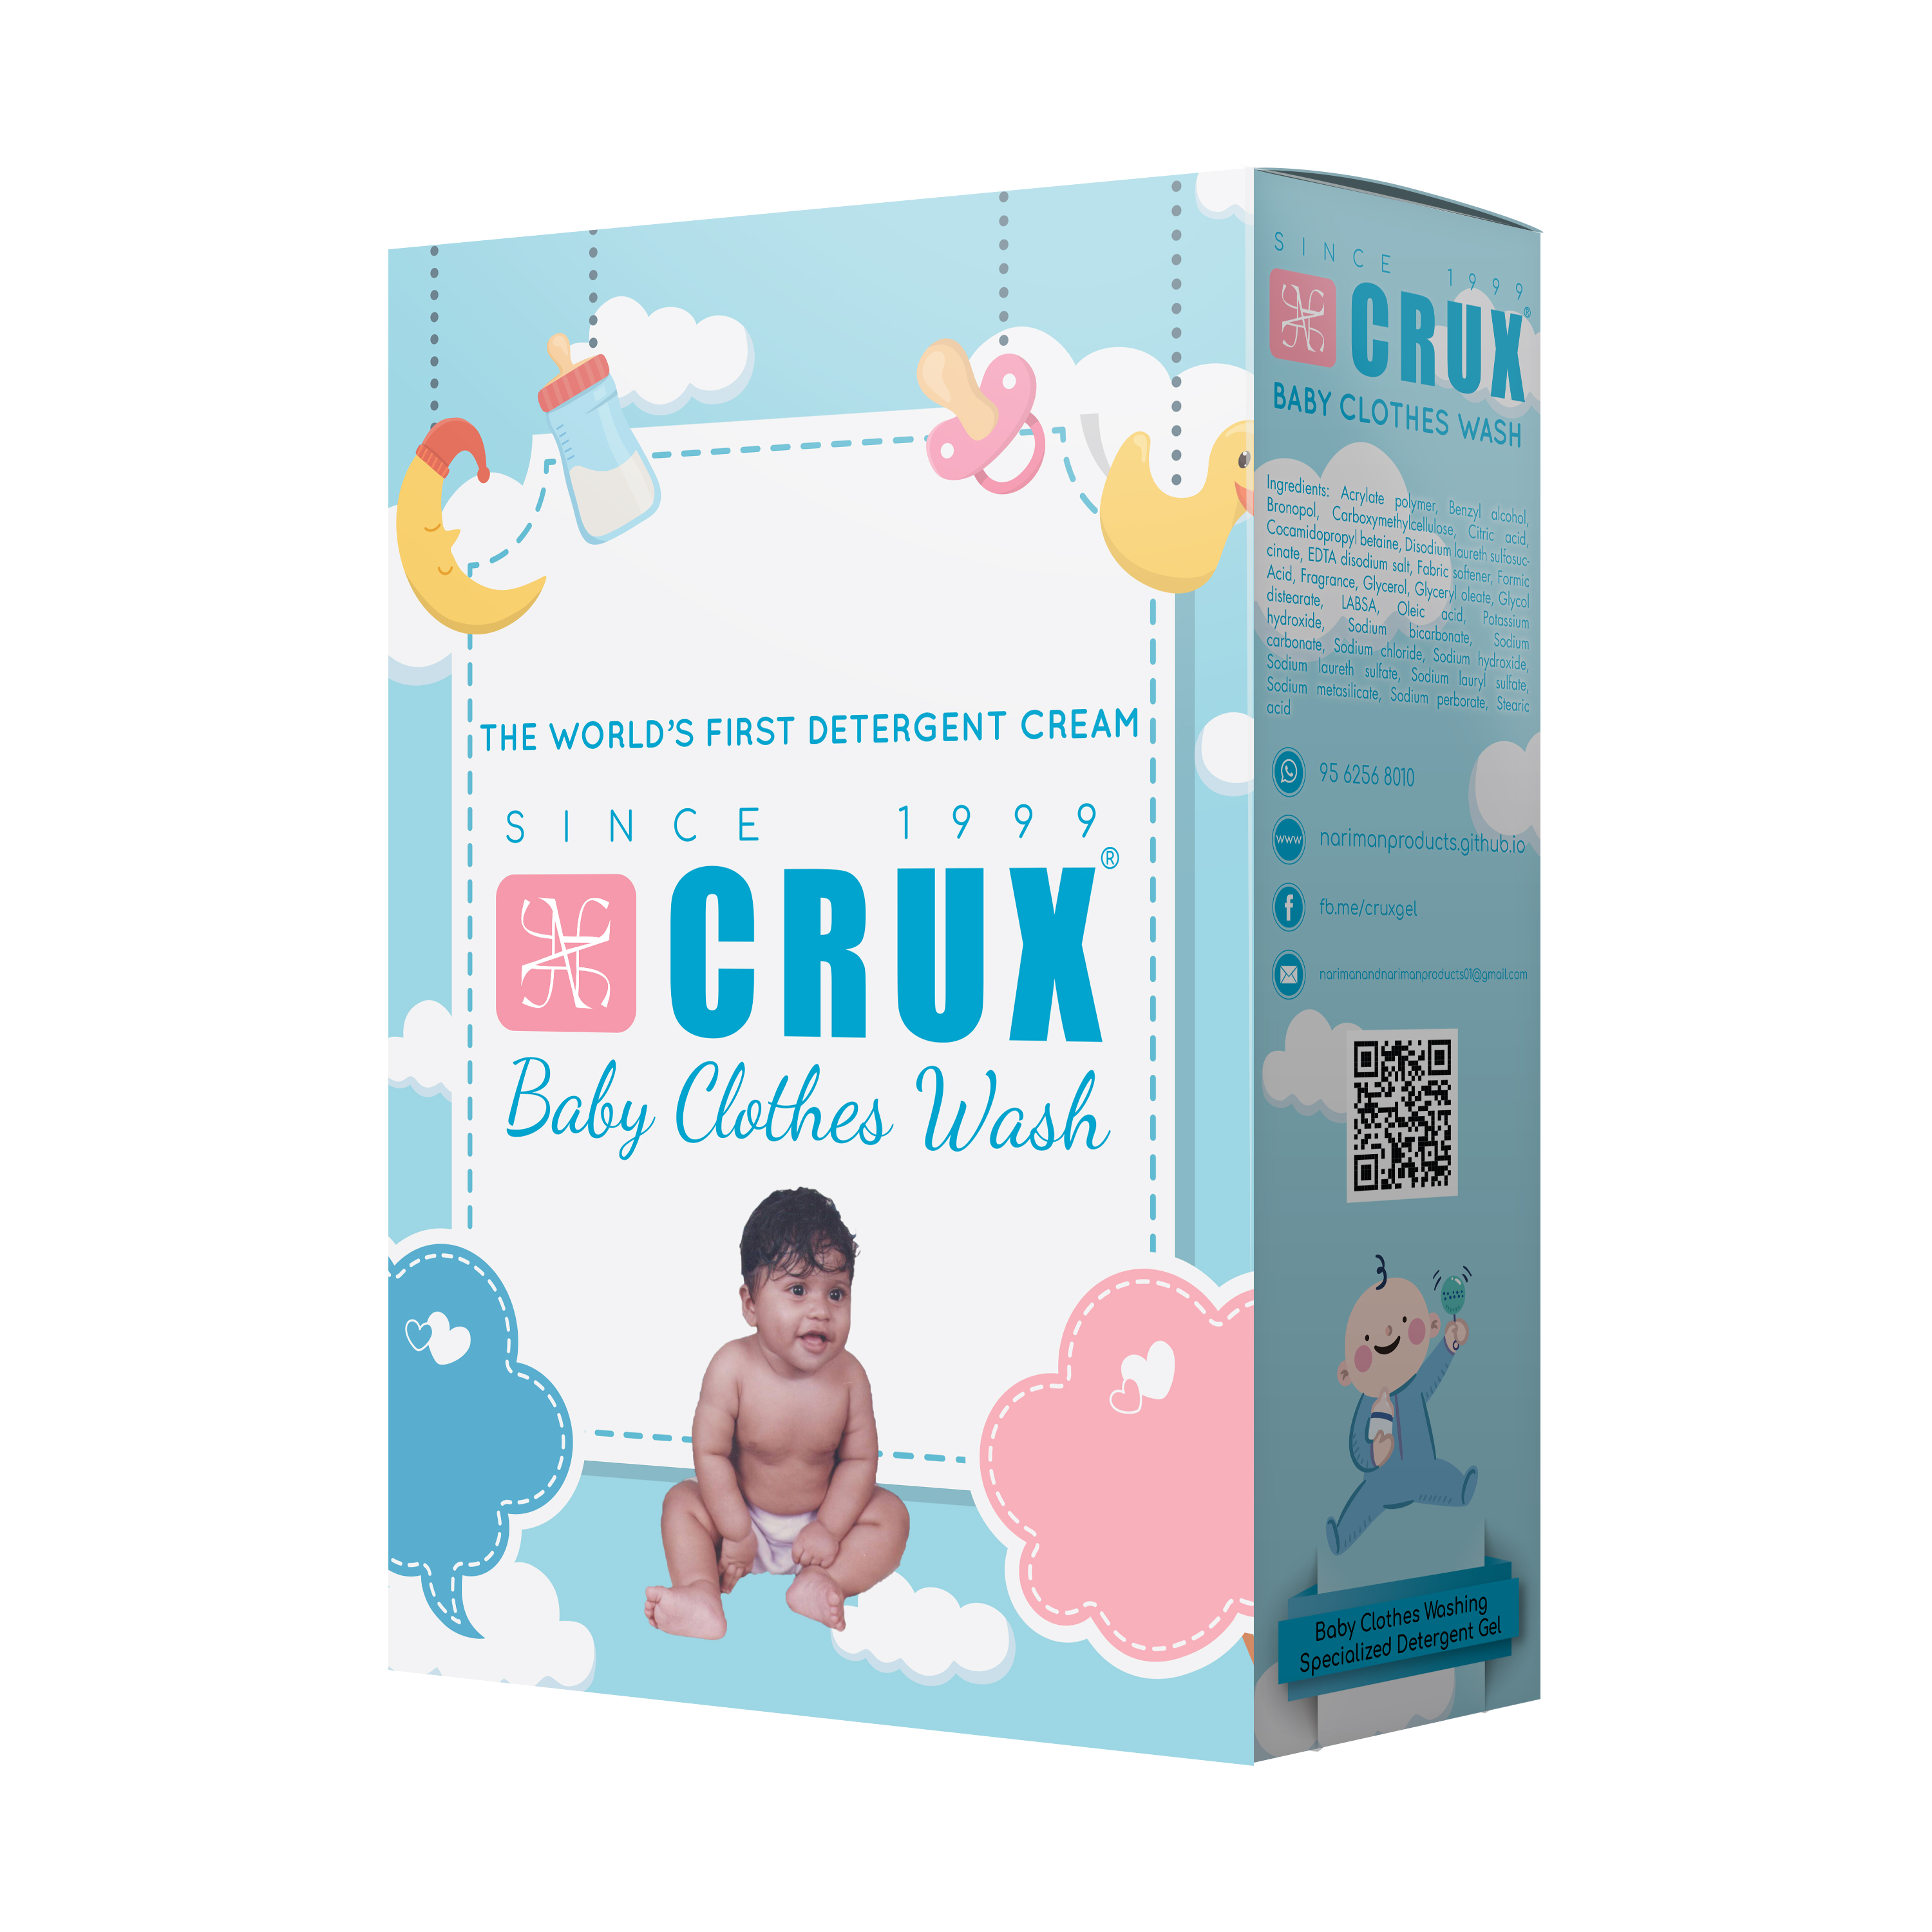 THE WORLD'S FIRST DETERGENT CREAM
SINCE 1999
CRUX®
Baby Clothes Wash
SINCE 1999
CRUX®
BABY CLOTHES WASH
Ingredients: Acrylate polymer, Benzyl alcohol,
Bronopol, Carboxymethylcellulose, Citric acid,
Cocamidopropyl betaine, Disodium laureth sulfosuc-
cinate, EDTA disodium salt, Fabric softener, Formic
Acid, Fragrance, Glycerol, Glyceryl oleate, Glycol
distearate, LABSA, Oleic acid, Potassium
hydroxide, Sodium bicarbonate, Sodium
carbonate, Sodium chloride, Sodium hydroxide,
Sodium laureth sulfate, Sodium lauryl sulfate,
Sodium metasilicate, Sodium perborate, Stearic
acid
95 6256 8010
www narimanproducts.github.io
fb.me/cruxgel
narimanandnarimanproducts01@gmail.com
Baby Clothes Washing
Specialized Detergent Gel